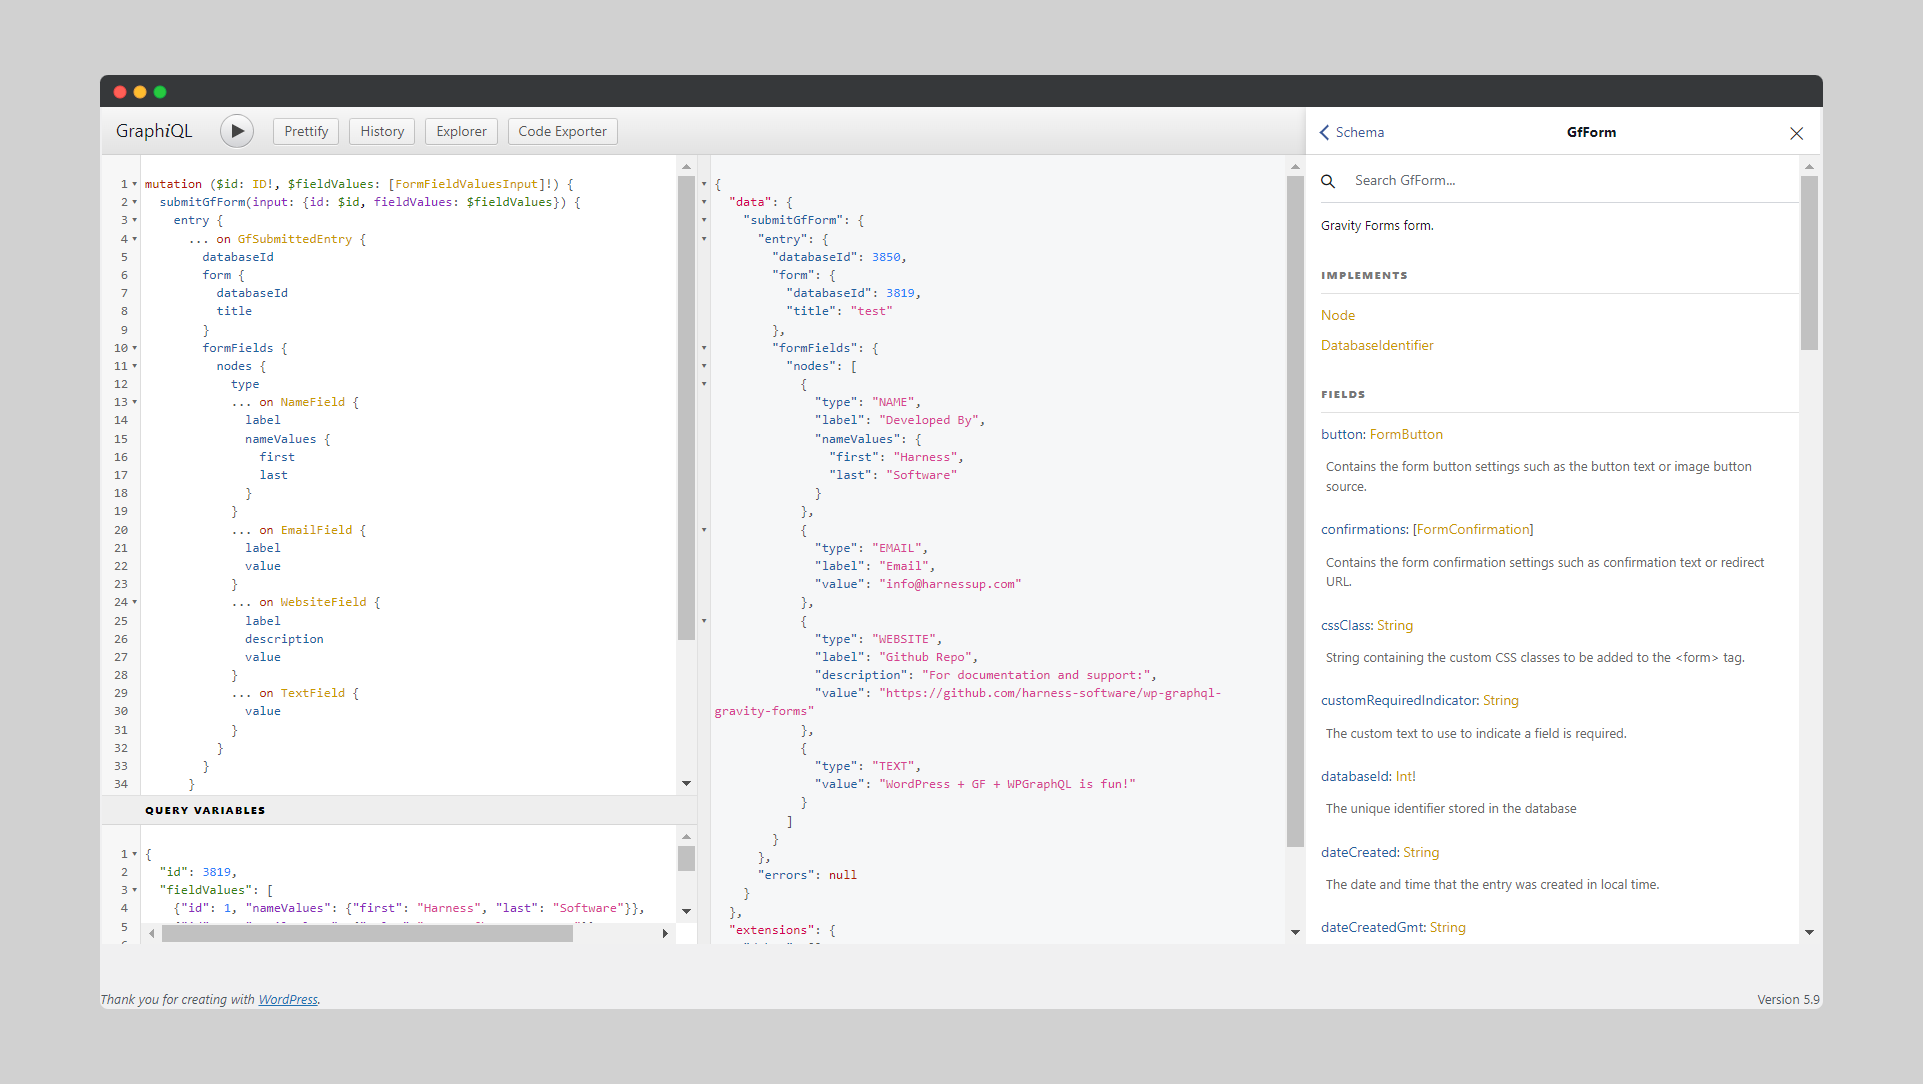 GraphiQL
Prettify
History
Explorer
Code Exporter
1 mutation ($id: ID!, $fieldValues: [FormFieldValuesInput]!) {
2 submitGfForm(input: {id: $id, fieldValues: $fieldValues}) {
3 entry {
4 ... on GfSubmittedEntry {
5 databaseId
6 form {
7 databaseId
8 title
9 }
10 formFields {
11 nodes {
12 type
13 ... on NameField {
14 label
15 nameValues {
16 first
17 last
18 }
19 }
20 ... on EmailField {
21 label
22 value
23 }
24 ... on WebsiteField {
25 label
26 description
27 value
28 }
29 ... on TextField {
30 value
31 }
32 }
33 }
34 }
QUERY VARIABLES
1 {
2 "id": 3819,
3 "fieldValues": [
4 {"id": 1, "nameValues": {"first": "Harness", "last": "Software"}},
5
{
"data": {
"submitGfForm": {
"entry": {
"databaseId": 3850,
"form": {
"databaseId": 3819,
"title": "test"
},
"formFields": {
"nodes": [
{
"type": "NAME",
"label": "Developed By",
"nameValues": {
"first": "Harness",
"last": "Software"
}
},
{
"type": "EMAIL",
"label": "Email",
"value": "info@harnessup.com"
},
{
"type": "WEBSITE",
"label": "Github Repo",
"description": "For documentation and support:",
"value": "https://github.com/harness-software/wp-graphql-
gravity-forms"
},
{
"type": "TEXT",
"value": "WordPress + GF + WPGraphQL is fun!"
}
]
}
},
"errors": null
}
},
"extensions": {
Schema
GfForm
Search GfForm...
Gravity Forms form.
IMPLEMENTS
Node
DatabaseIdentifier
FIELDS
button: FormButton
Contains the form button settings such as the button text or image button
source.
confirmations: [FormConfirmation]
Contains the form confirmation settings such as confirmation text or redirect
URL.
cssClass: String
String containing the custom CSS classes to be added to the <form> tag.
customRequiredIndicator: String
The custom text to use to indicate a field is required.
databaseId: Int!
The unique identifier stored in the database
dateCreated: String
The date and time that the entry was created in local time.
dateCreatedGmt: String
Thank you for creating with WordPress.
Version 5.9